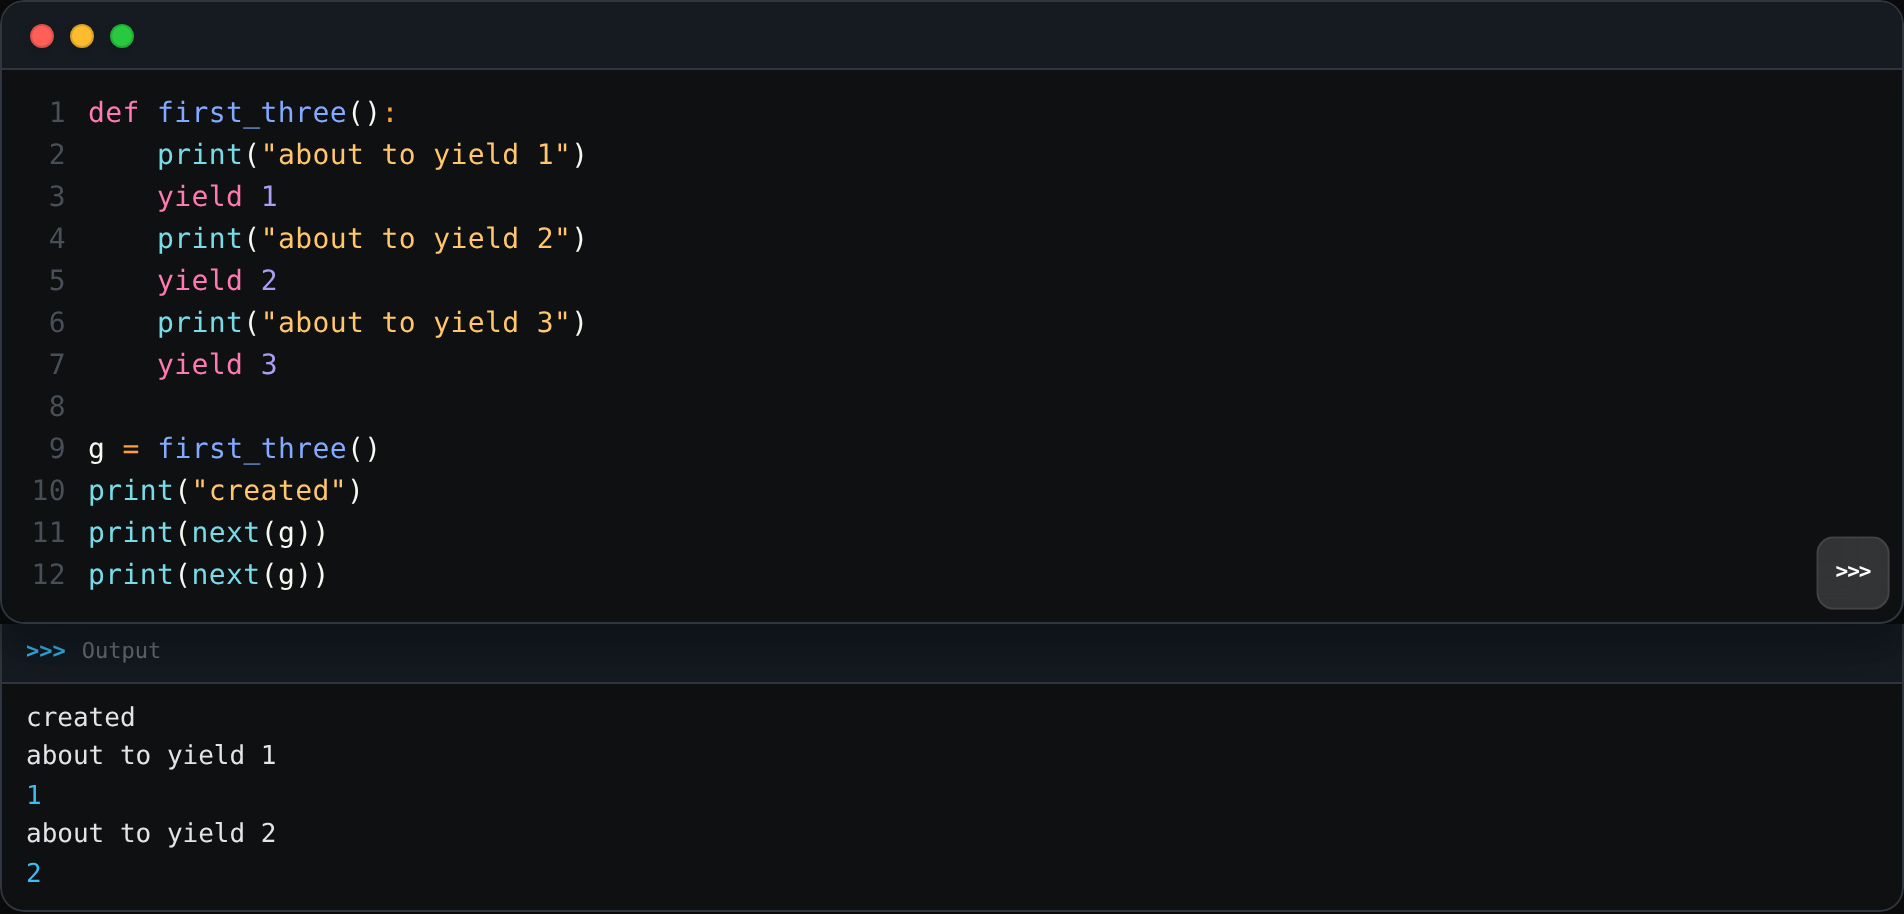 1 def first_three():
2     print("about to yield 1")
3     yield 1
4     print("about to yield 2")
5     yield 2
6     print("about to yield 3")
7     yield 3
8
9 g = first_three()
10 print("created")
11 print(next(g))
12 print(next(g))
>>>
>>> Output
created
about to yield 1
1
about to yield 2
2